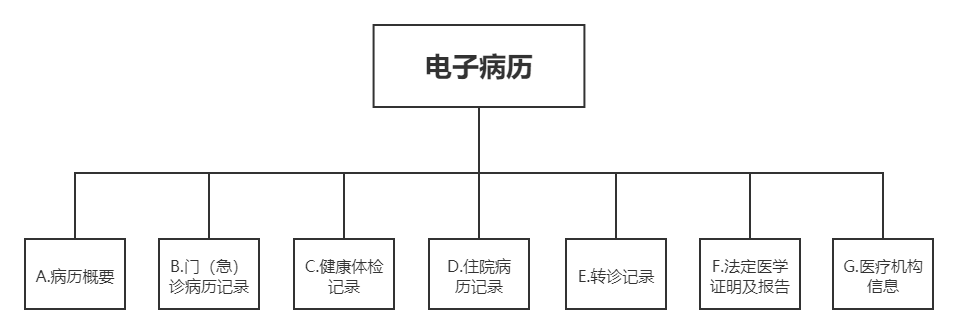 电子病历
A.病历概要
B.门（急）
诊病历记录
C.健康体检
记录
D.住院病
历记录
E.转诊记录
F.法定医学
证明及报告
G.医疗机构
信息